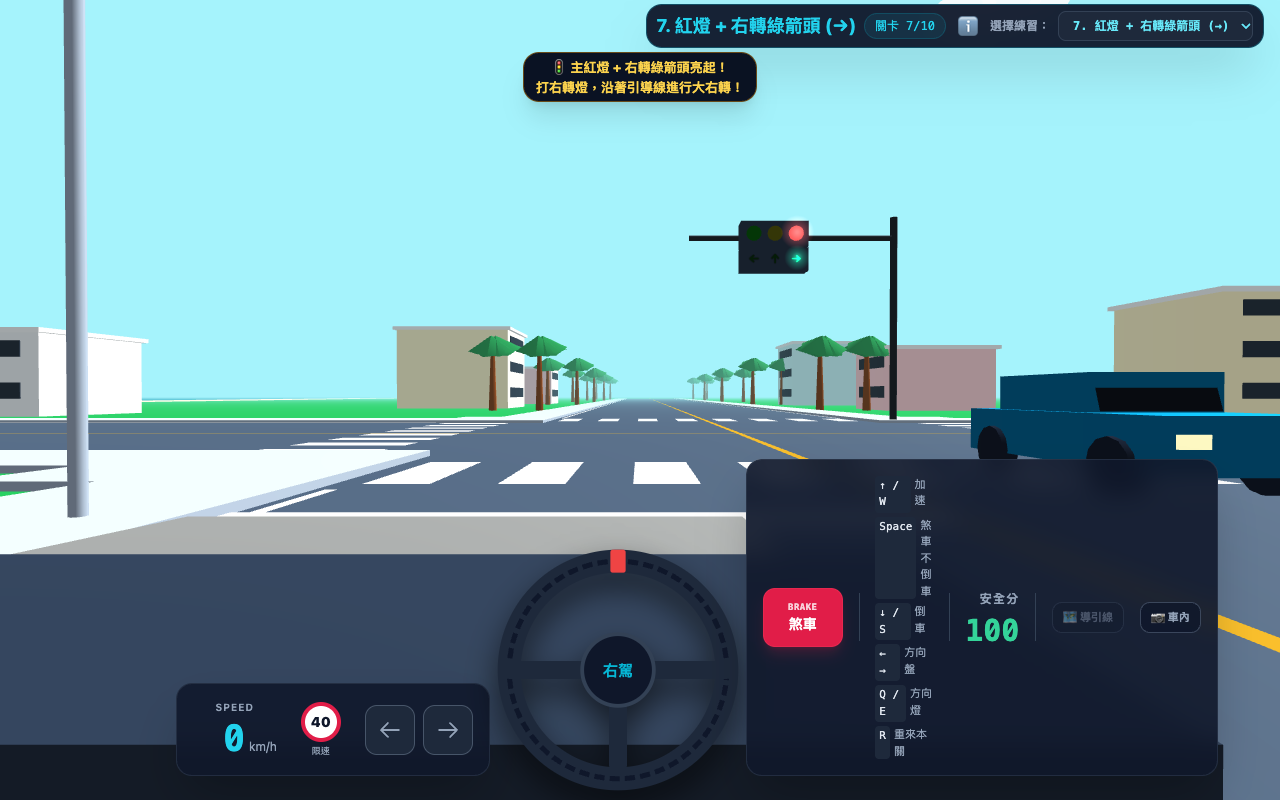 7. 紅燈 + 右轉綠箭頭 (→)
關卡 7/10
選擇練習：
7. 紅燈 + 右轉綠箭頭 (→)
🚦 主紅燈 + 右轉綠箭頭亮起！
打右轉燈，沿著引導線進行大右轉！
SPEED
0 km/h
40
限速
← →
右駕
BRAKE
煞車
↑ / W 加速
Space 煞車不倒車
↓ / S 倒車
← → 方向盤
Q / E 方向燈
R 重來本關
安全分
100
導引線
📷 車內